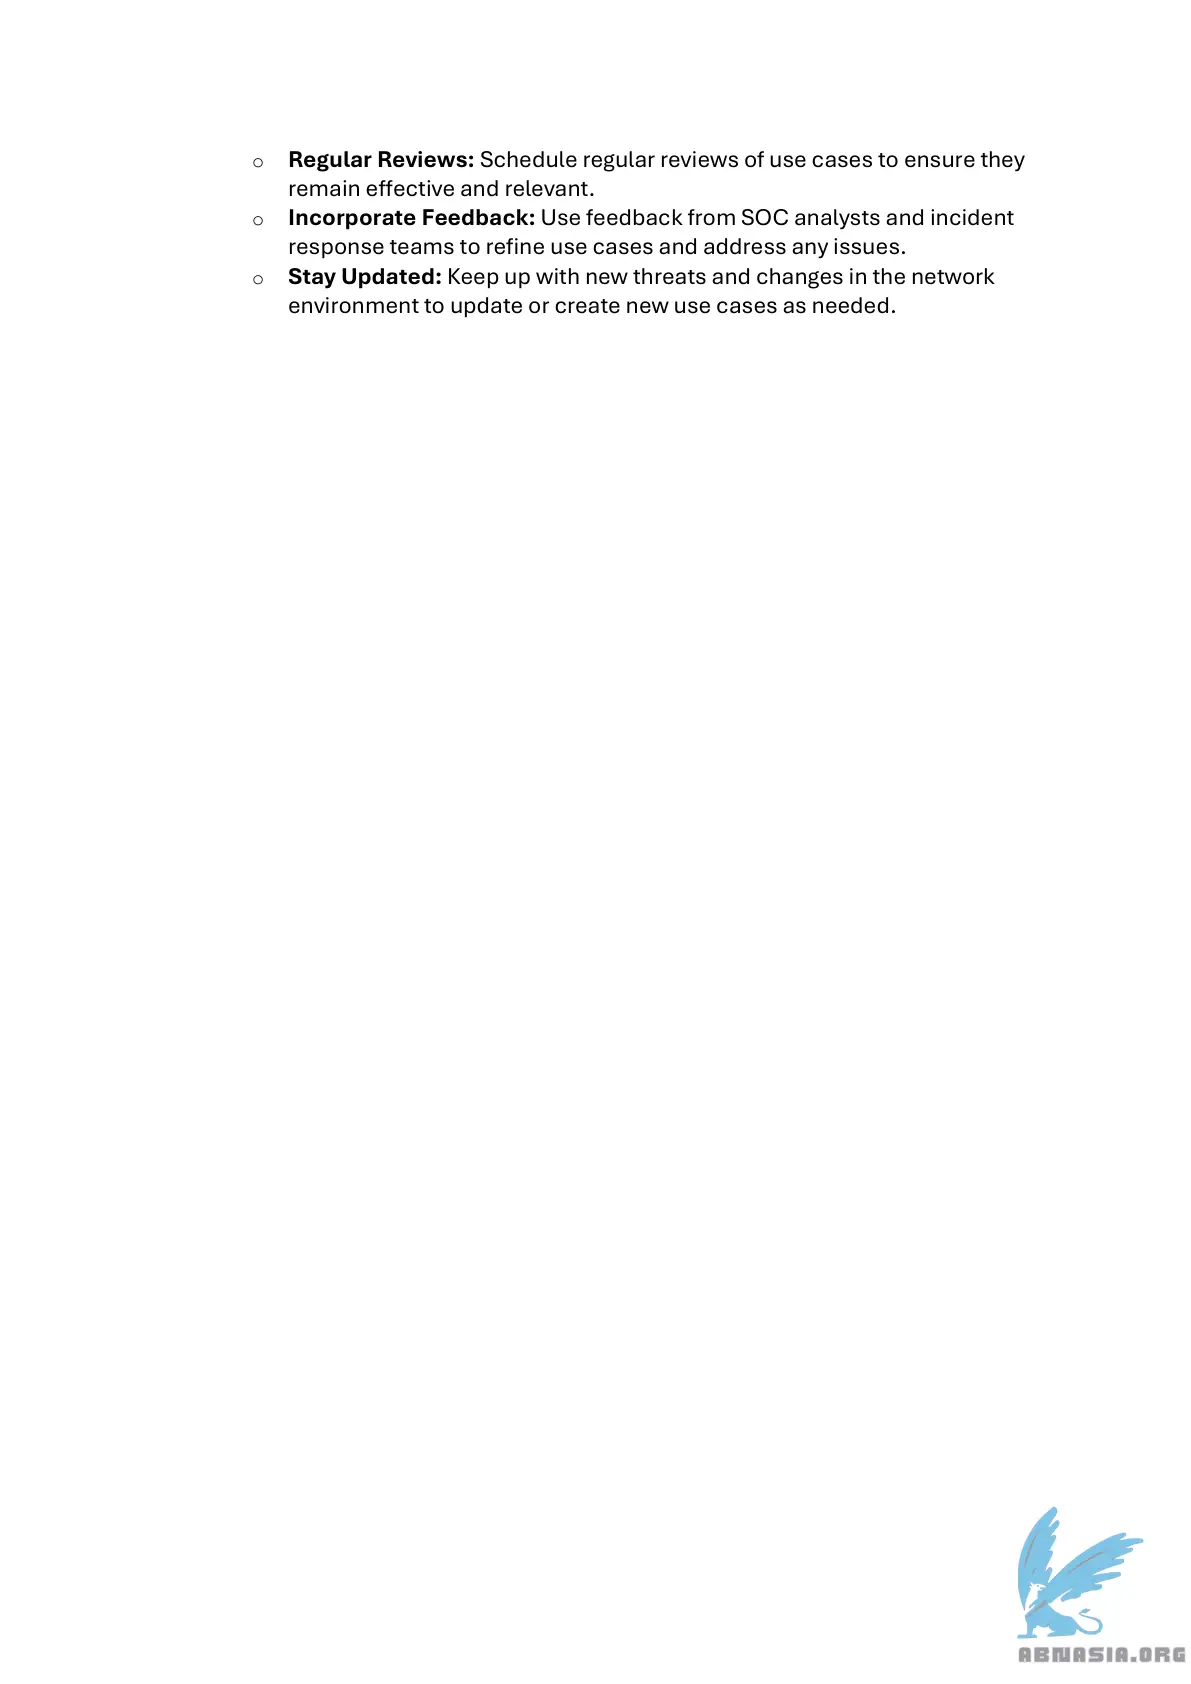 o Regular Reviews: Schedule regular reviews of use cases to ensure they
remain effective and relevant.
o Incorporate Feedback: Use feedback from SOC analysts and incident
response teams to refine use cases and address any issues.
o Stay Updated: Keep up with new threats and changes in the network
environment to update or create new use cases as needed.
ABNASIA.ORG